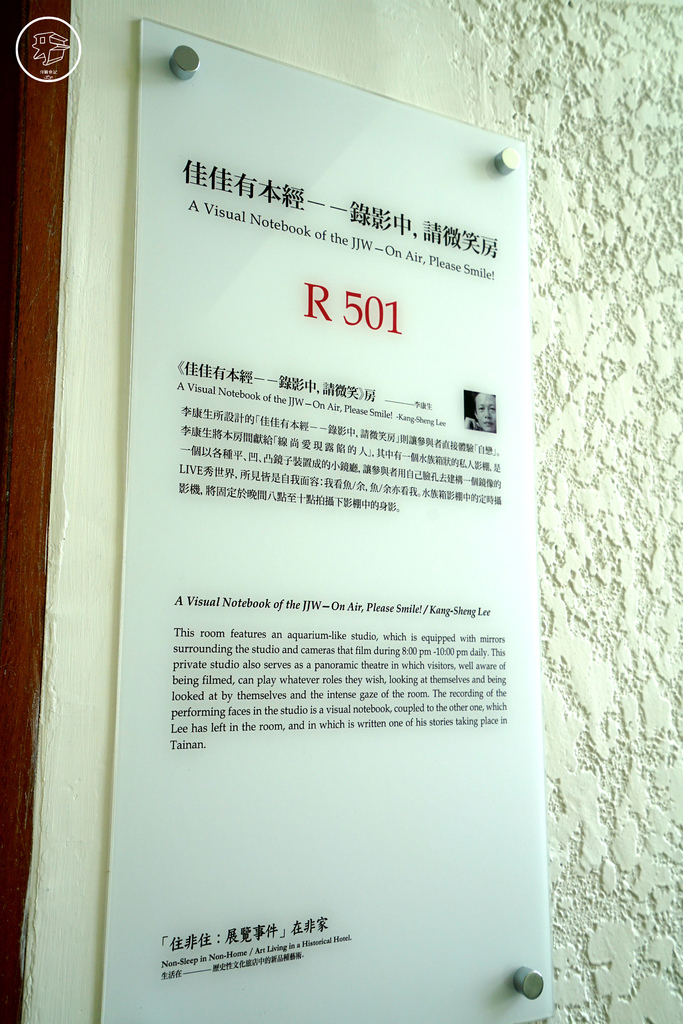 佳佳有本經——錄影中,請微笑房
A Visual Notebook of the JJW—On Air, Please Smile!
R 501
《佳佳有本經——錄影中,請微笑》房 ———李康生
A Visual Notebook of the JJW—On Air, Please Smile! -Kang-Sheng Lee
李康生所設計的「佳佳有本經——錄影中,請微笑房」則讓參與者直接體驗「自戀」。
李康生將本房間獻給「線尚愛現露餡的人」,其中有一個水族箱狀的私人影棚,是
一個以各種平、凹、凸鏡子裝置成的小鏡廳,讓參與者用自己臉孔去建構一個鏡像的
LIVE秀世界,所見皆是自我面容:我看魚/余,魚/余亦看我。水族箱影棚中的定時攝
影機,將固定於晚間八點至十點拍攝下影棚中的身影。
A Visual Notebook of the JJW—On Air, Please Smile! / Kang-Sheng Lee
This room features an aquarium-like studio, which is equipped with mirrors
surrounding the studio and cameras that film during 8:00 pm -10:00 pm daily. This
private studio also serves as a panoramic theatre in which visitors, well aware of
being filmed, can play whatever roles they wish, looking at themselves and being
looked at by themselves and the intense gaze of the room. The recording of the
performing faces in the studio is a visual notebook, coupled to the other one, which
Lee has left in the room, and in which is written one of his stories taking place in
Tainan.
「住非住:展覽事件」在非家
Non-Sleep in Non-Home / Art Living in a Historical Hotel.
生活在———歷史性文化旅店中的新品種藝術。